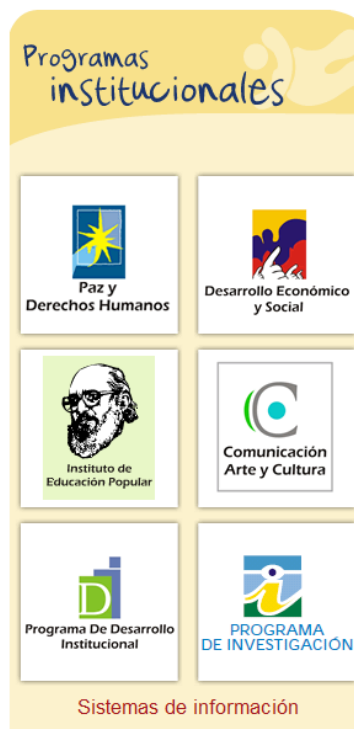 Programas
institucionales
Paz y
Derechos Humanos
Desarrollo Económico
y Social
Instituto de
Educación Popular
Comunicación
Arte y Cultura
Programa De Desarrollo
Institucional
PROGRAMA
DE INVESTIGACIÓN
Sistemas de información